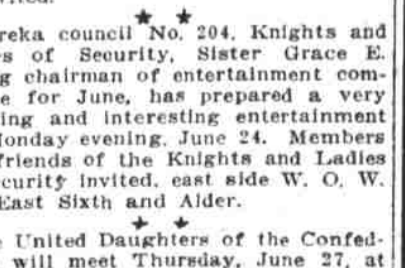 reka council No. 204, Knights and
s of Security, Sister Grace E.
g chairman of entertainment com-
e for June, has prepared a very
ing and interesting entertainment
onday evening, June 24. Members
friends of the Knights and Ladies
curity invited, east side W. O. W.
East Sixth and Alder.
United Daughters of the Confed-
will meet Thursday, June 27, at